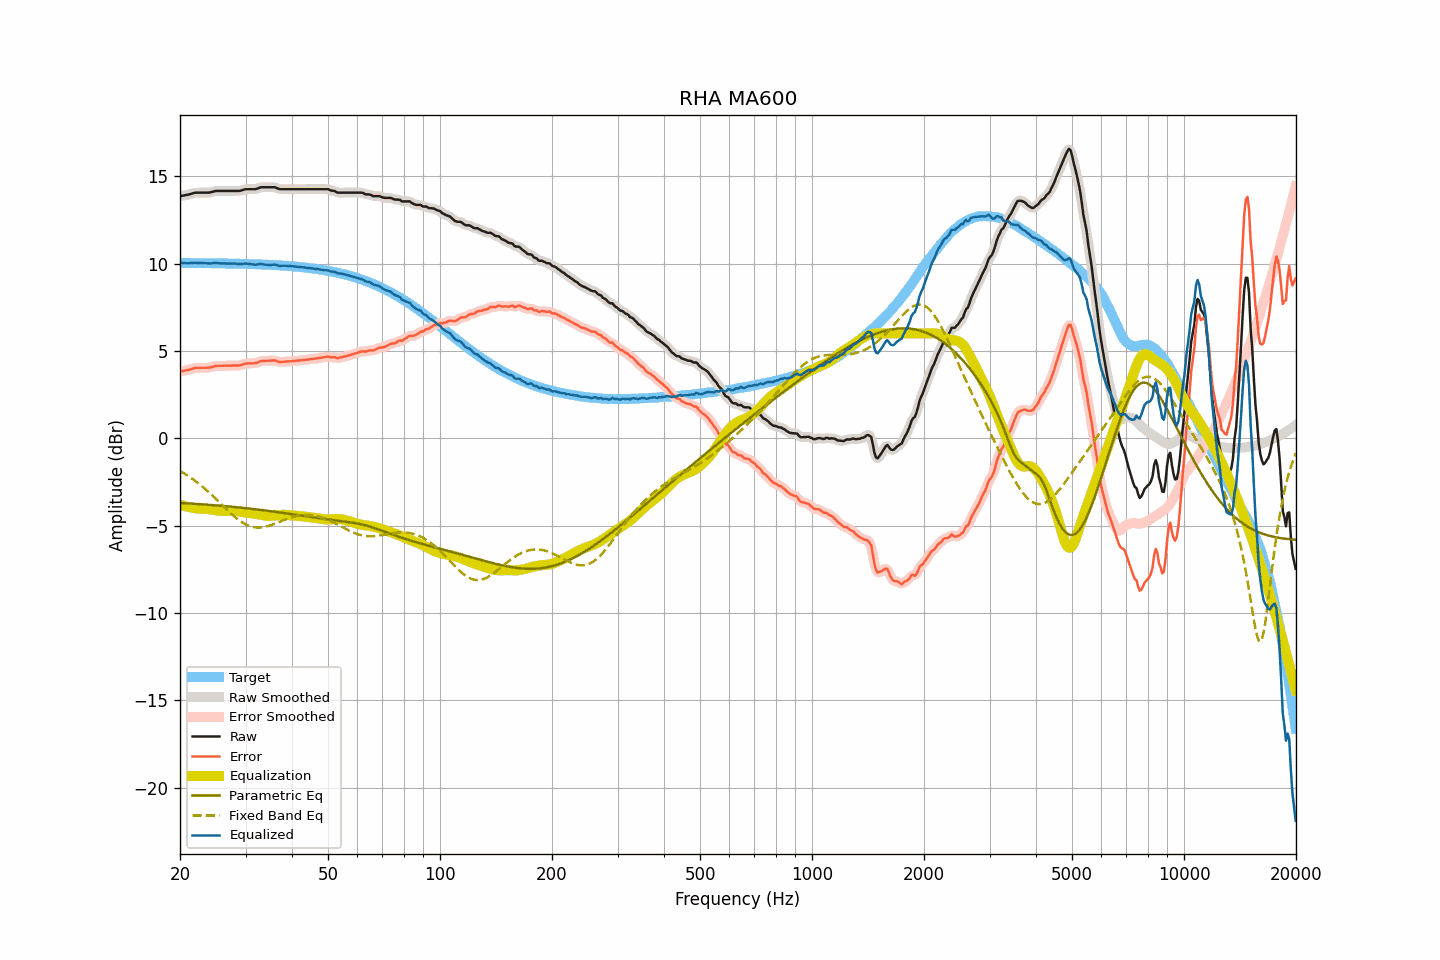 RHA MA600
Amplitude (dBr)
15
10
5
0
−5
−10
−15
−20
Target
Raw Smoothed
Error Smoothed
Raw
Error
Equalization
Parametric Eq
Fixed Band Eq
Equalized
20 50 100 200 500 1000 2000 5000 10000 20000
Frequency (Hz)